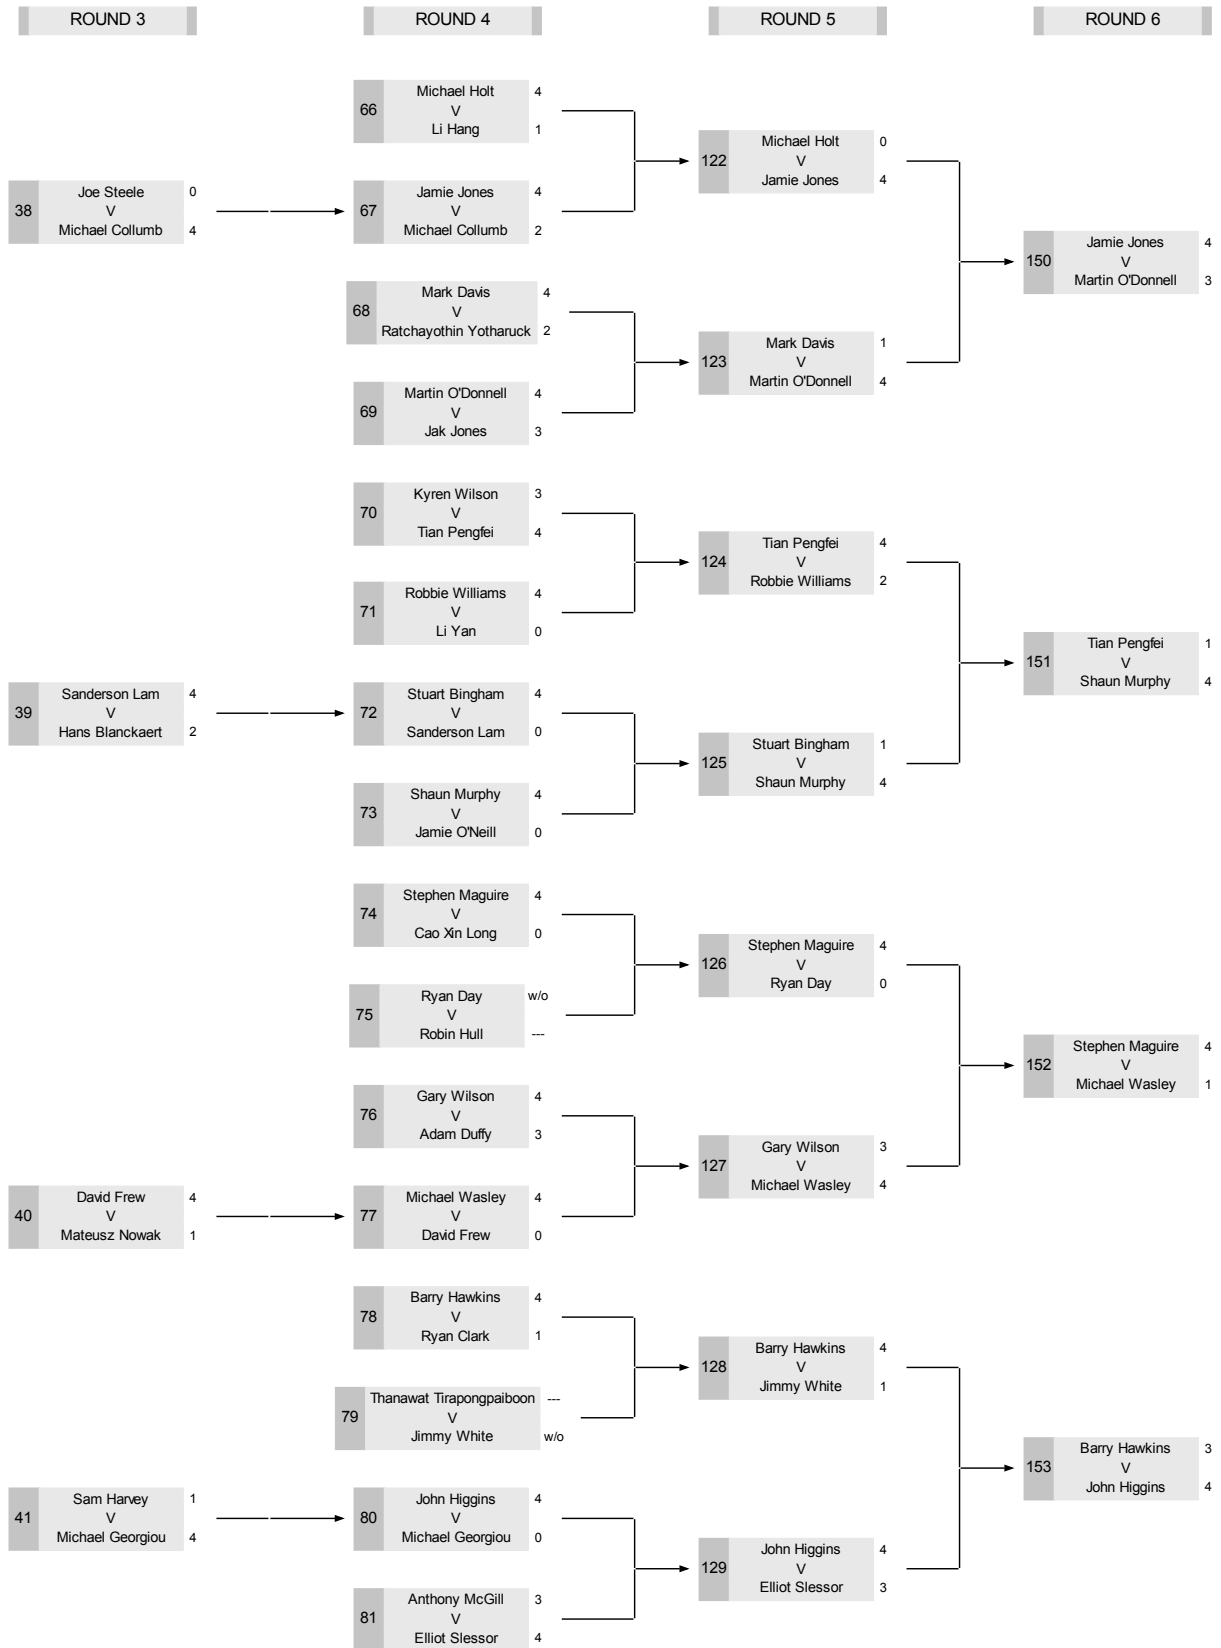 ROUND 3
ROUND 4
ROUND 5
ROUND 6
38
Joe Steele 0
V
Michael Collumb 4
39
Sanderson Lam 4
V
Hans Blanckaert 2
40
David Frew 4
V
Mateusz Nowak 1
41
Sam Harvey 1
V
Michael Georgiou 4
66
Michael Holt 4
V
Li Hang 1
67
Jamie Jones 4
V
Michael Collumb 2
68
Mark Davis 4
V
Ratchayothin Yotharuck 2
69
Martin O'Donnell 4
V
Jak Jones 3
70
Kyren Wilson 3
V
Tian Pengfei 4
71
Robbie Williams 4
V
Li Yan 0
72
Stuart Bingham 4
V
Sanderson Lam 0
73
Shaun Murphy 4
V
Jamie O'Neill 0
74
Stephen Maguire 4
V
Cao Xin Long 0
75
Ryan Day w/o
V
Robin Hull ---
76
Gary Wilson 4
V
Adam Duffy 3
77
Michael Wasley 4
V
David Frew 0
78
Barry Hawkins 4
V
Ryan Clark 1
79
Thanawat Tirapongpaiboon ---
V
Jimmy White w/o
80
John Higgins 4
V
Michael Georgiou 0
81
Anthony McGill 3
V
Elliot Slessor 4
122
Michael Holt 0
V
Jamie Jones 4
123
Mark Davis 1
V
Martin O'Donnell 4
124
Tian Pengfei 4
V
Robbie Williams 2
125
Stuart Bingham 1
V
Shaun Murphy 4
126
Stephen Maguire 4
V
Ryan Day 0
127
Gary Wilson 3
V
Michael Wasley 4
128
Barry Hawkins 4
V
Jimmy White 1
129
John Higgins 4
V
Elliot Slessor 3
150
Jamie Jones 4
V
Martin O'Donnell 3
151
Tian Pengfei 1
V
Shaun Murphy 4
152
Stephen Maguire 4
V
Michael Wasley 1
153
Barry Hawkins 3
V
John Higgins 4